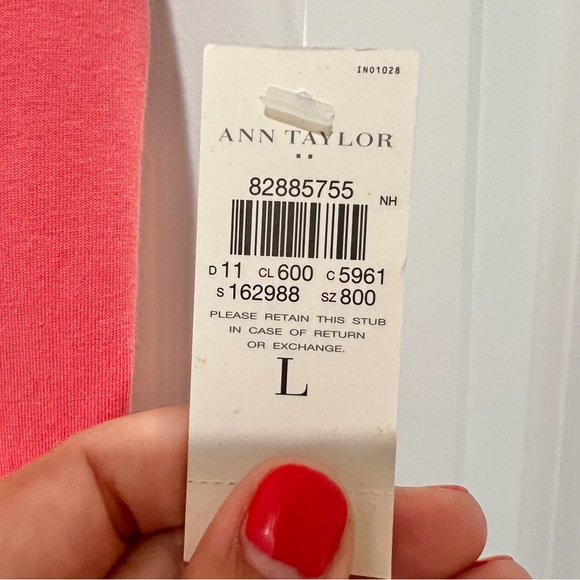 IN01028
ANN TAYLOR
82885755
NH
D 11 CL 600 C 5961
S 162988 SZ 800
PLEASE RETAIN THIS STUB
IN CASE OF RETURN
OR EXCHANGE.
L